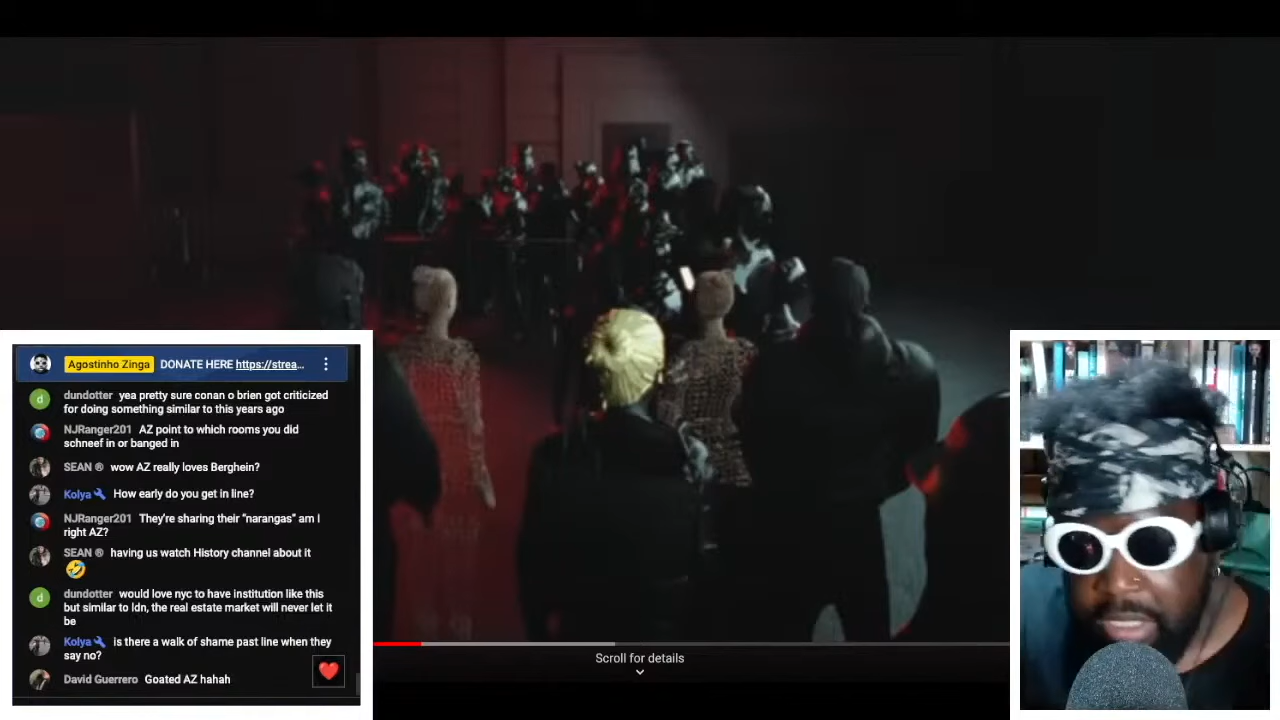 Agostinho Zinga DONATE HERE https://strea...
dundotter yea pretty sure conan o brien got criticized
for doing something similar to this years ago
NJRanger201 AZ point to which rooms you did
schneef in or banged in
SEAN ® wow AZ really loves Berghein?
Kolya How early do you get in line?
NJRanger201 They're sharing their "narangas" am I
right AZ?
SEAN ® having us watch History channel about it
🤣
dundotter would love nyc to have institution like this
but similar to ldn, the real estate market will never let it
be
Kolya is there a walk of shame past line when they
say no?
David Guerrero Goated AZ hahah
Scroll for details